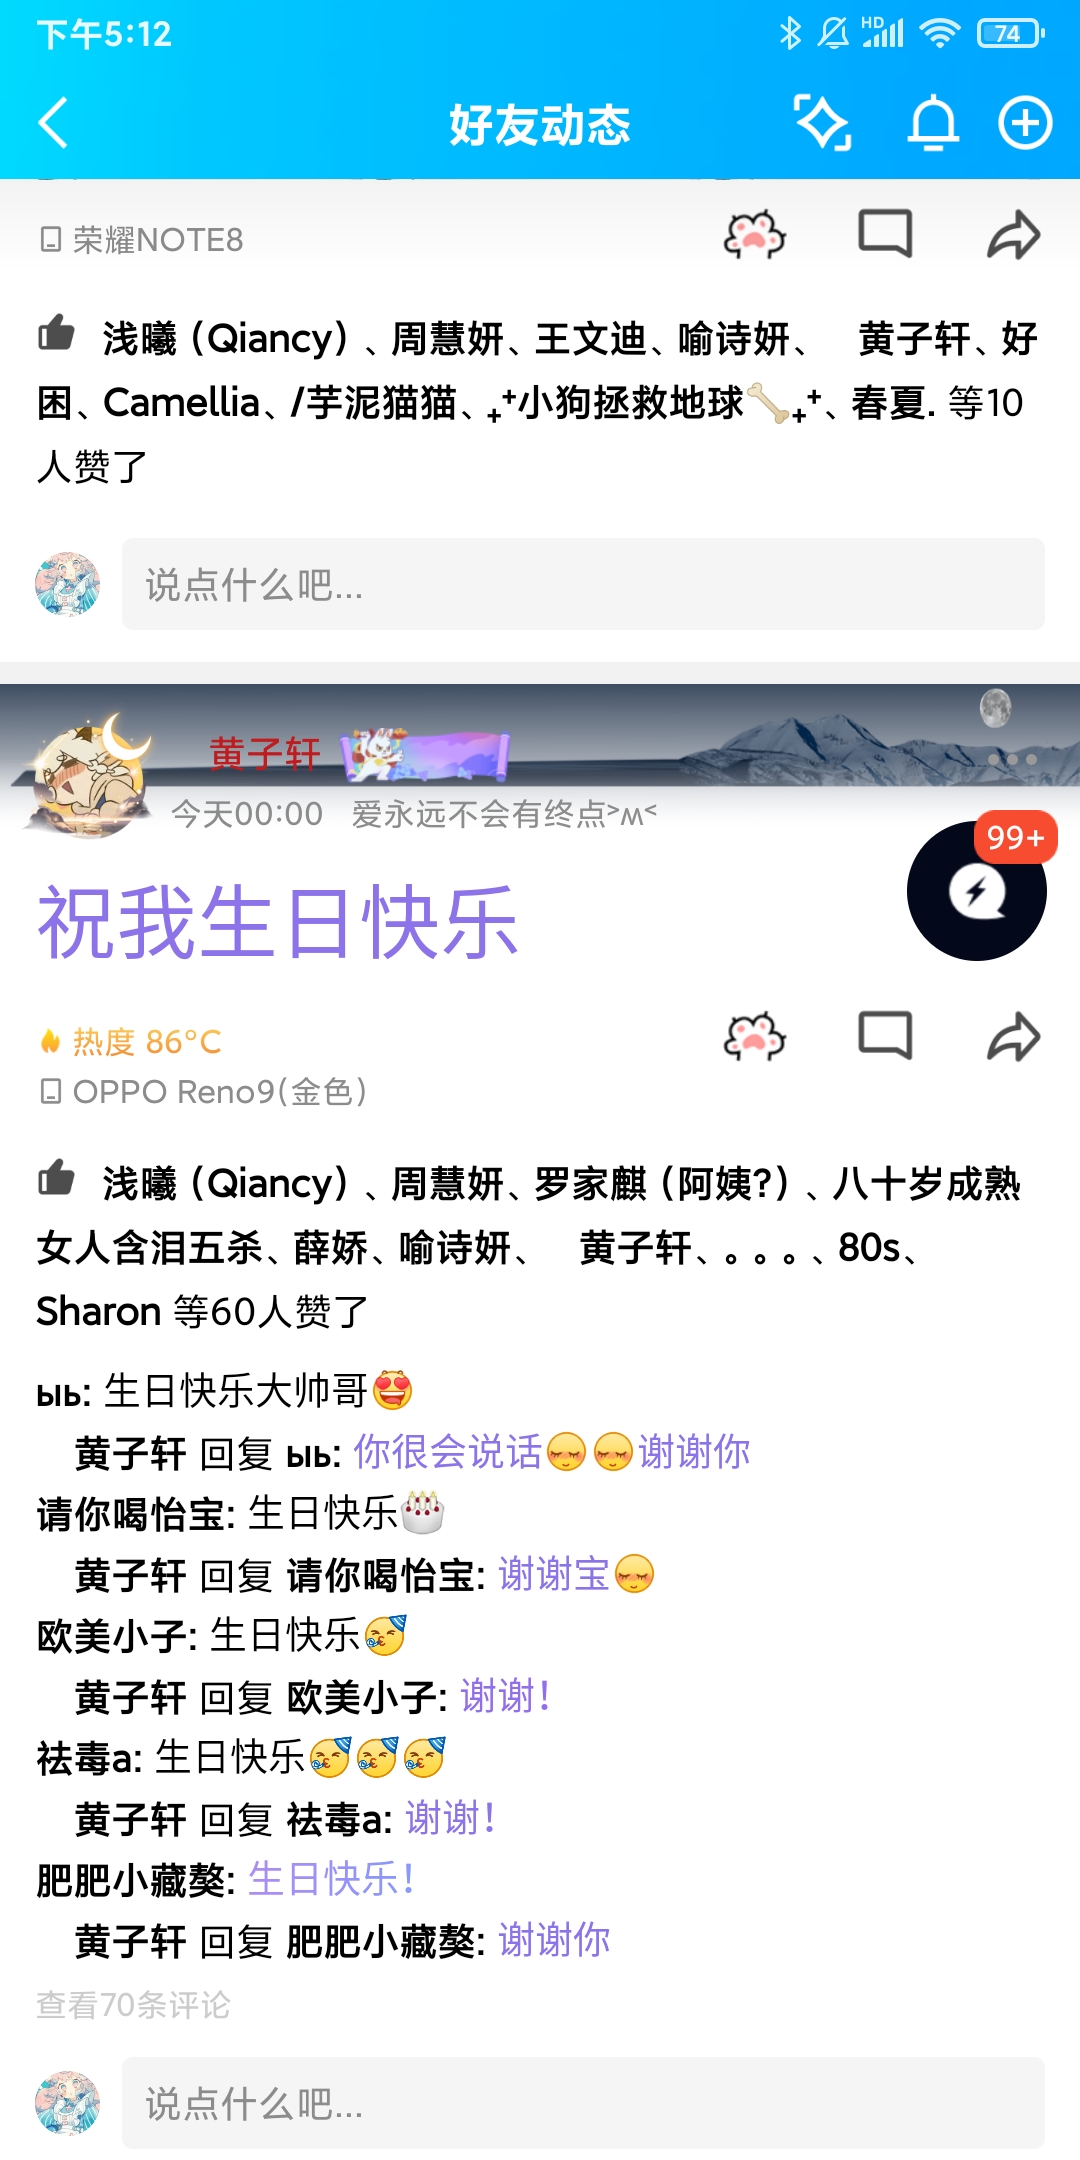 下午5:12
HD
74
好友动态
荣耀NOTE8
浅曦（Qiancy）、周慧妍、王文迪、喻诗妍、 黄子轩、好
困、Camellia、/芋泥猫猫、₊⁺小狗拯救地球🦴₊⁺、春夏. 等10
人赞了
说点什么吧...
黄子轩
今天00:00 爱永远不会有终点>ʍ<
99+
祝我生日快乐
热度 86°C
OPPO Reno9(金色)
浅曦（Qiancy）、周慧妍、罗家麒（阿姨?）、八十岁成熟
女人含泪五杀、薛娇、喻诗妍、 黄子轩、。。。、80s、
Sharon 等60人赞了
ыь: 生日快乐大帅哥😍
黄子轩 回复 ыь: 你很会说话😌😌谢谢你
请你喝怡宝: 生日快乐🎂
黄子轩 回复 请你喝怡宝: 谢谢宝😌
欧美小子: 生日快乐🥳
黄子轩 回复 欧美小子: 谢谢！
祛毒a: 生日快乐🥳🥳🥳
黄子轩 回复 祛毒a: 谢谢！
肥肥小藏獒: 生日快乐！
黄子轩 回复 肥肥小藏獒: 谢谢你
查看70条评论
说点什么吧...